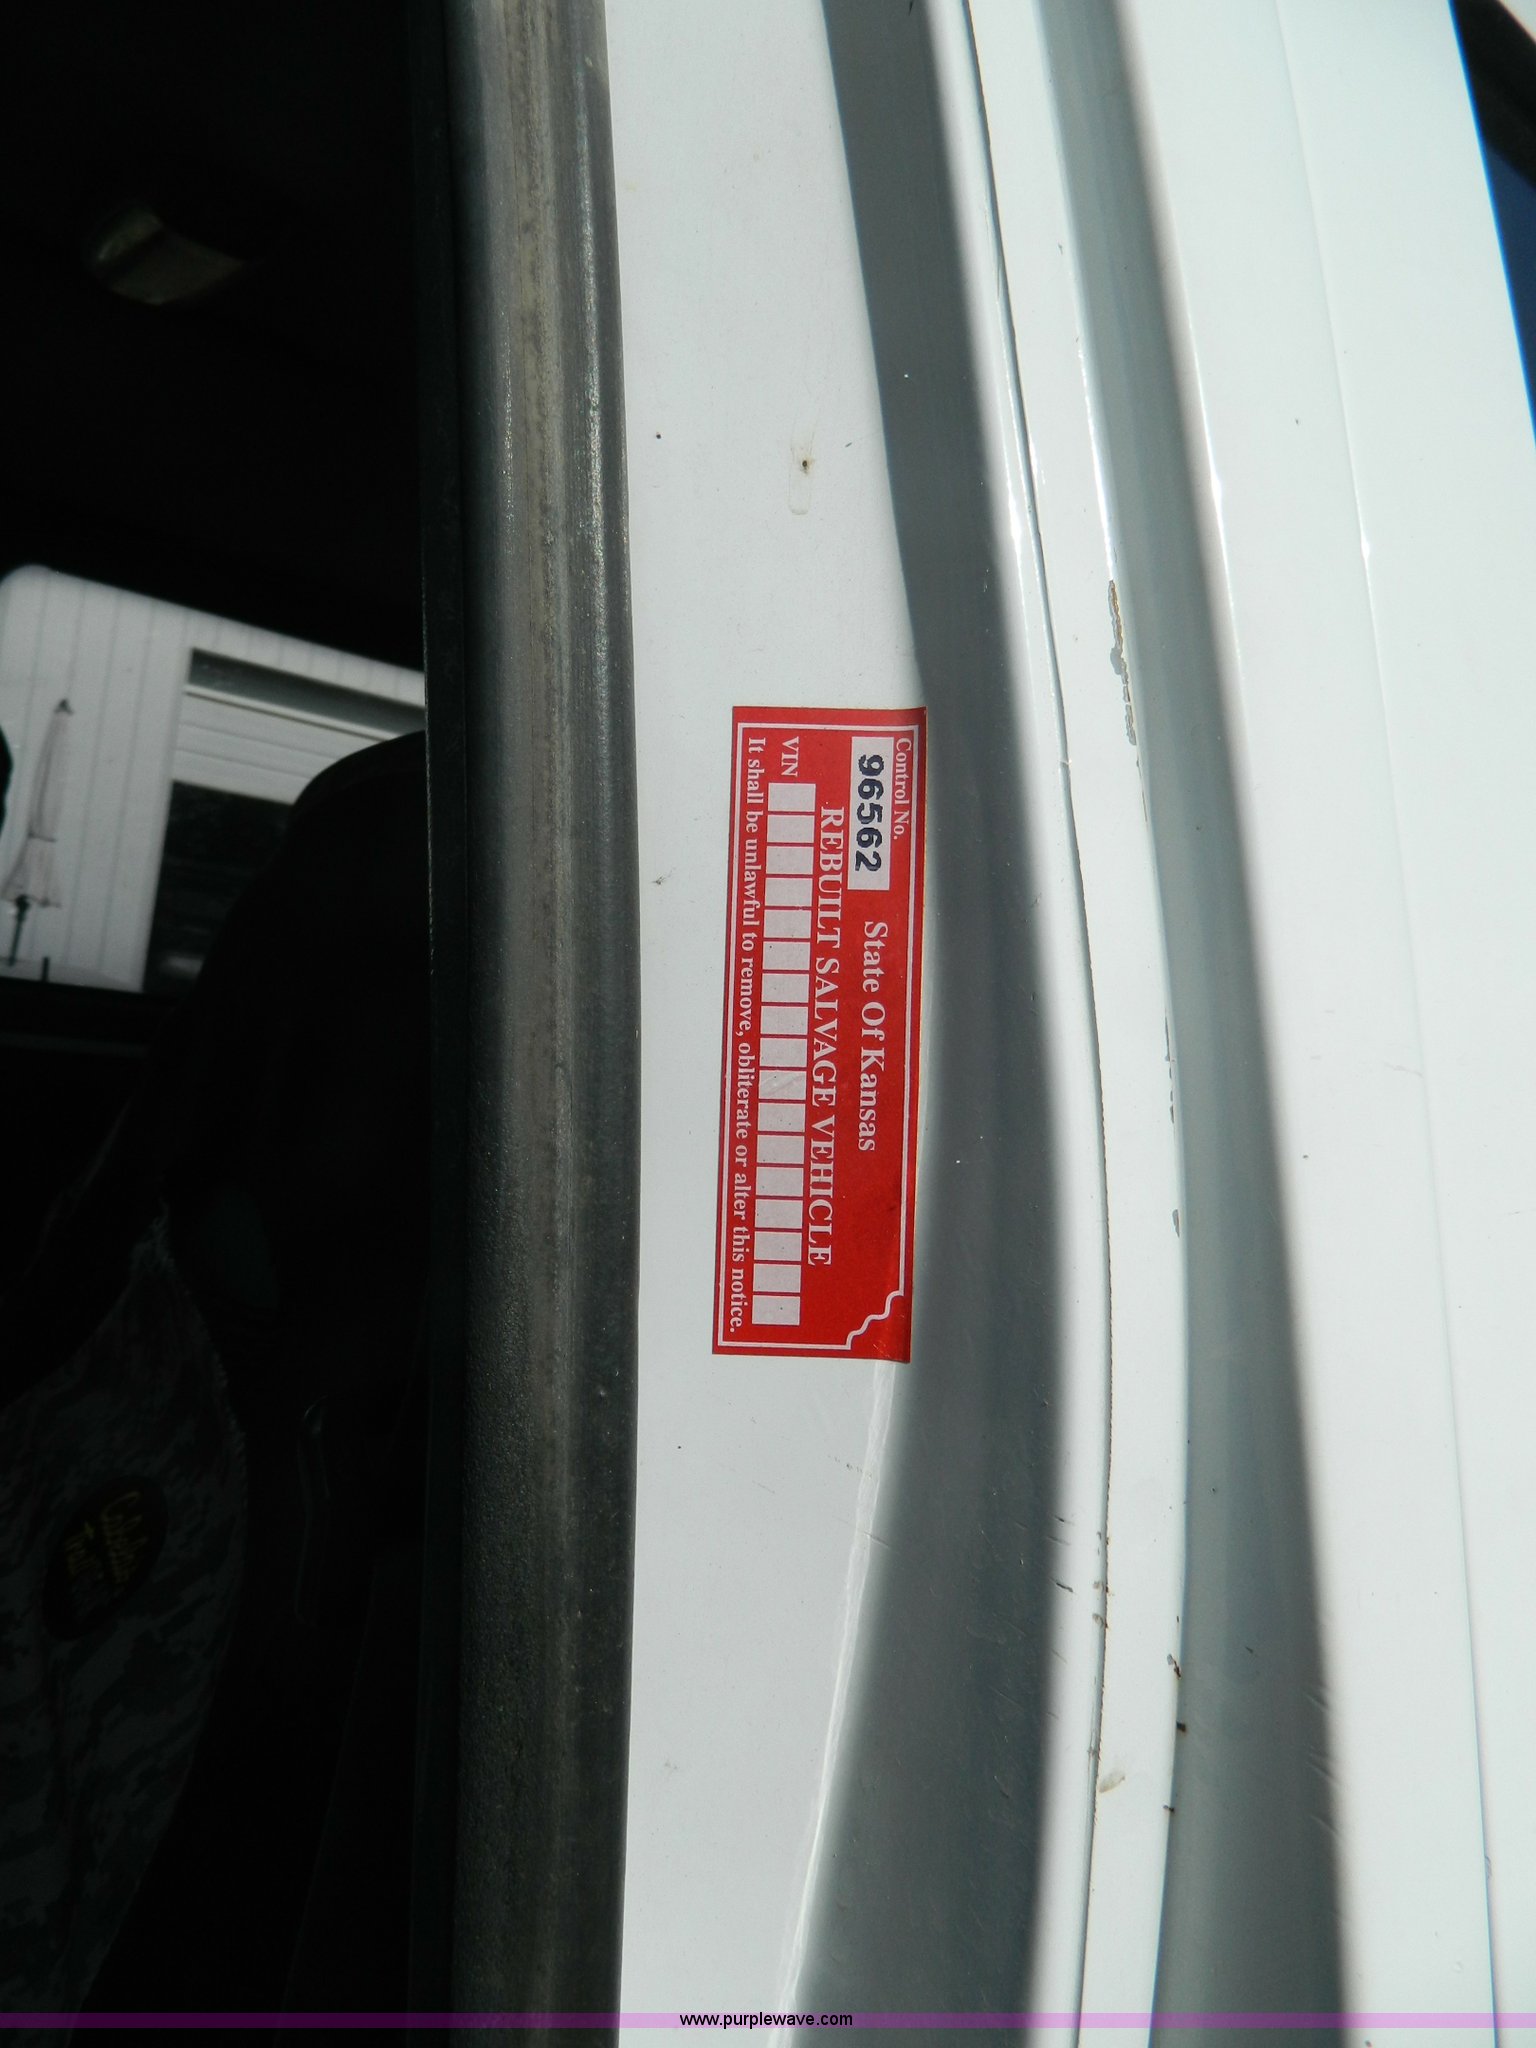 Control No.
96562
State Of Kansas
REBUILT SALVAGE VEHICLE
VIN
It shall be unlawful to remove, obliterate or alter this notice.
Cabela's
www.purplewave.com